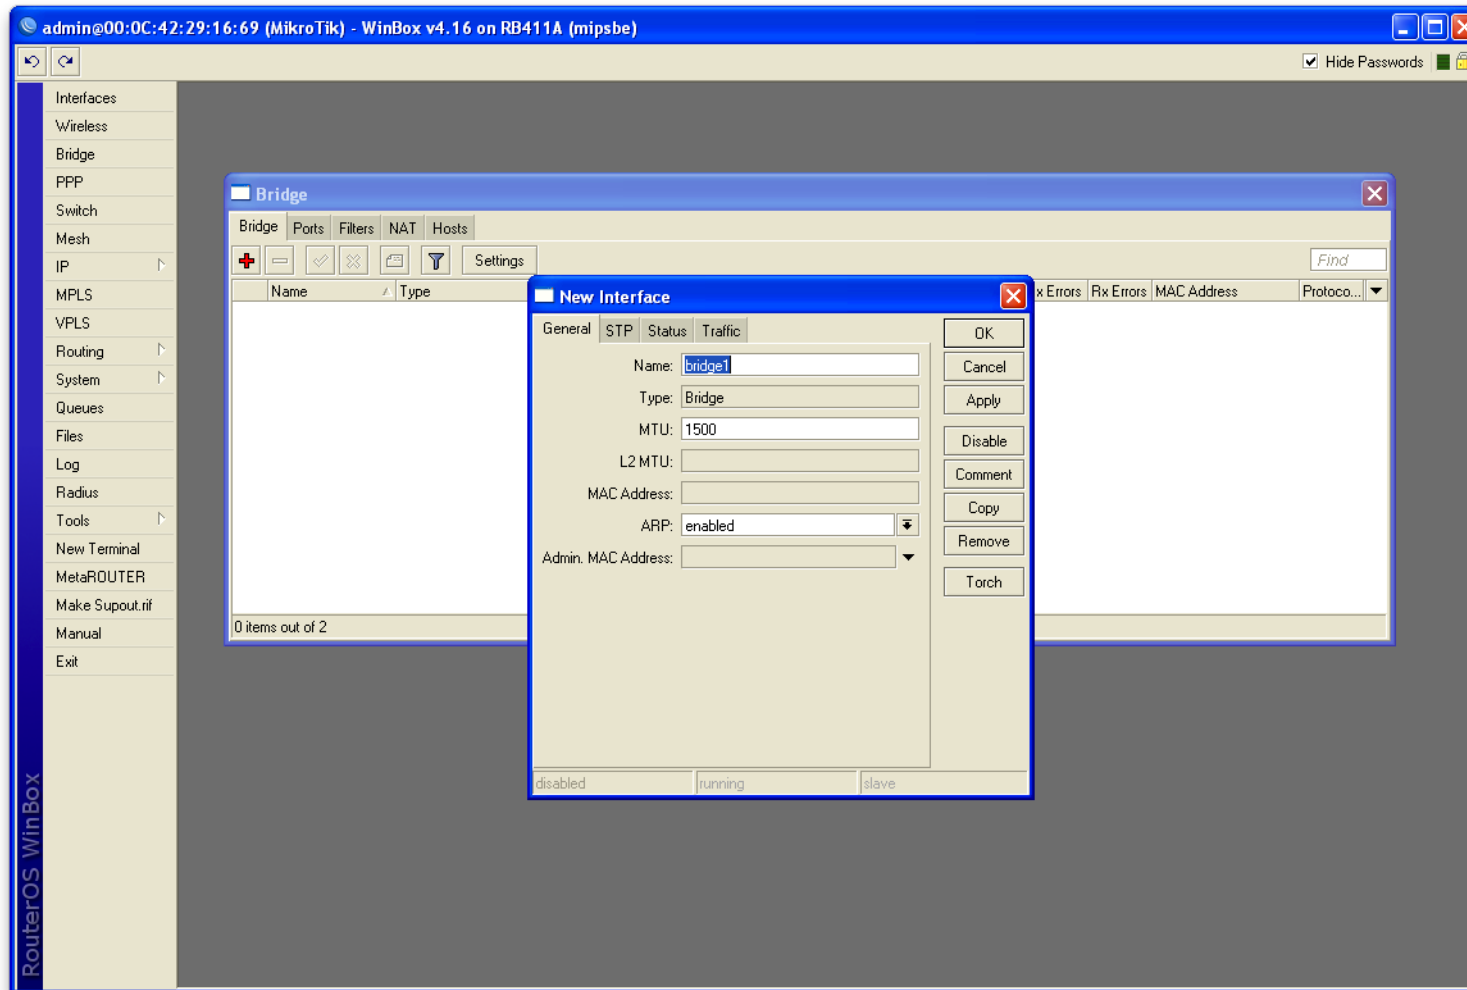 admin@00:0C:42:29:16:69 (MikroTik) - WinBox v4.16 on RB411A (mipsbe)
Hide Passwords
Interfaces
Wireless
Bridge
PPP
Switch
Mesh
IP
MPLS
VPLS
Routing
System
Queues
Files
Log
Radius
Tools
New Terminal
MetaROUTER
Make Supout.rif
Manual
Exit
RouterOS WinBox
Bridge
Bridge Ports Filters NAT Hosts
Settings Find
Name Type x Errors Rx Errors MAC Address Protoco...
0 items out of 2
New Interface
General STP Status Traffic
Name: bridge1
Type: Bridge
MTU: 1500
L2 MTU:
MAC Address:
ARP: enabled
Admin. MAC Address:
OK
Cancel
Apply
Disable
Comment
Copy
Remove
Torch
disabled running slave